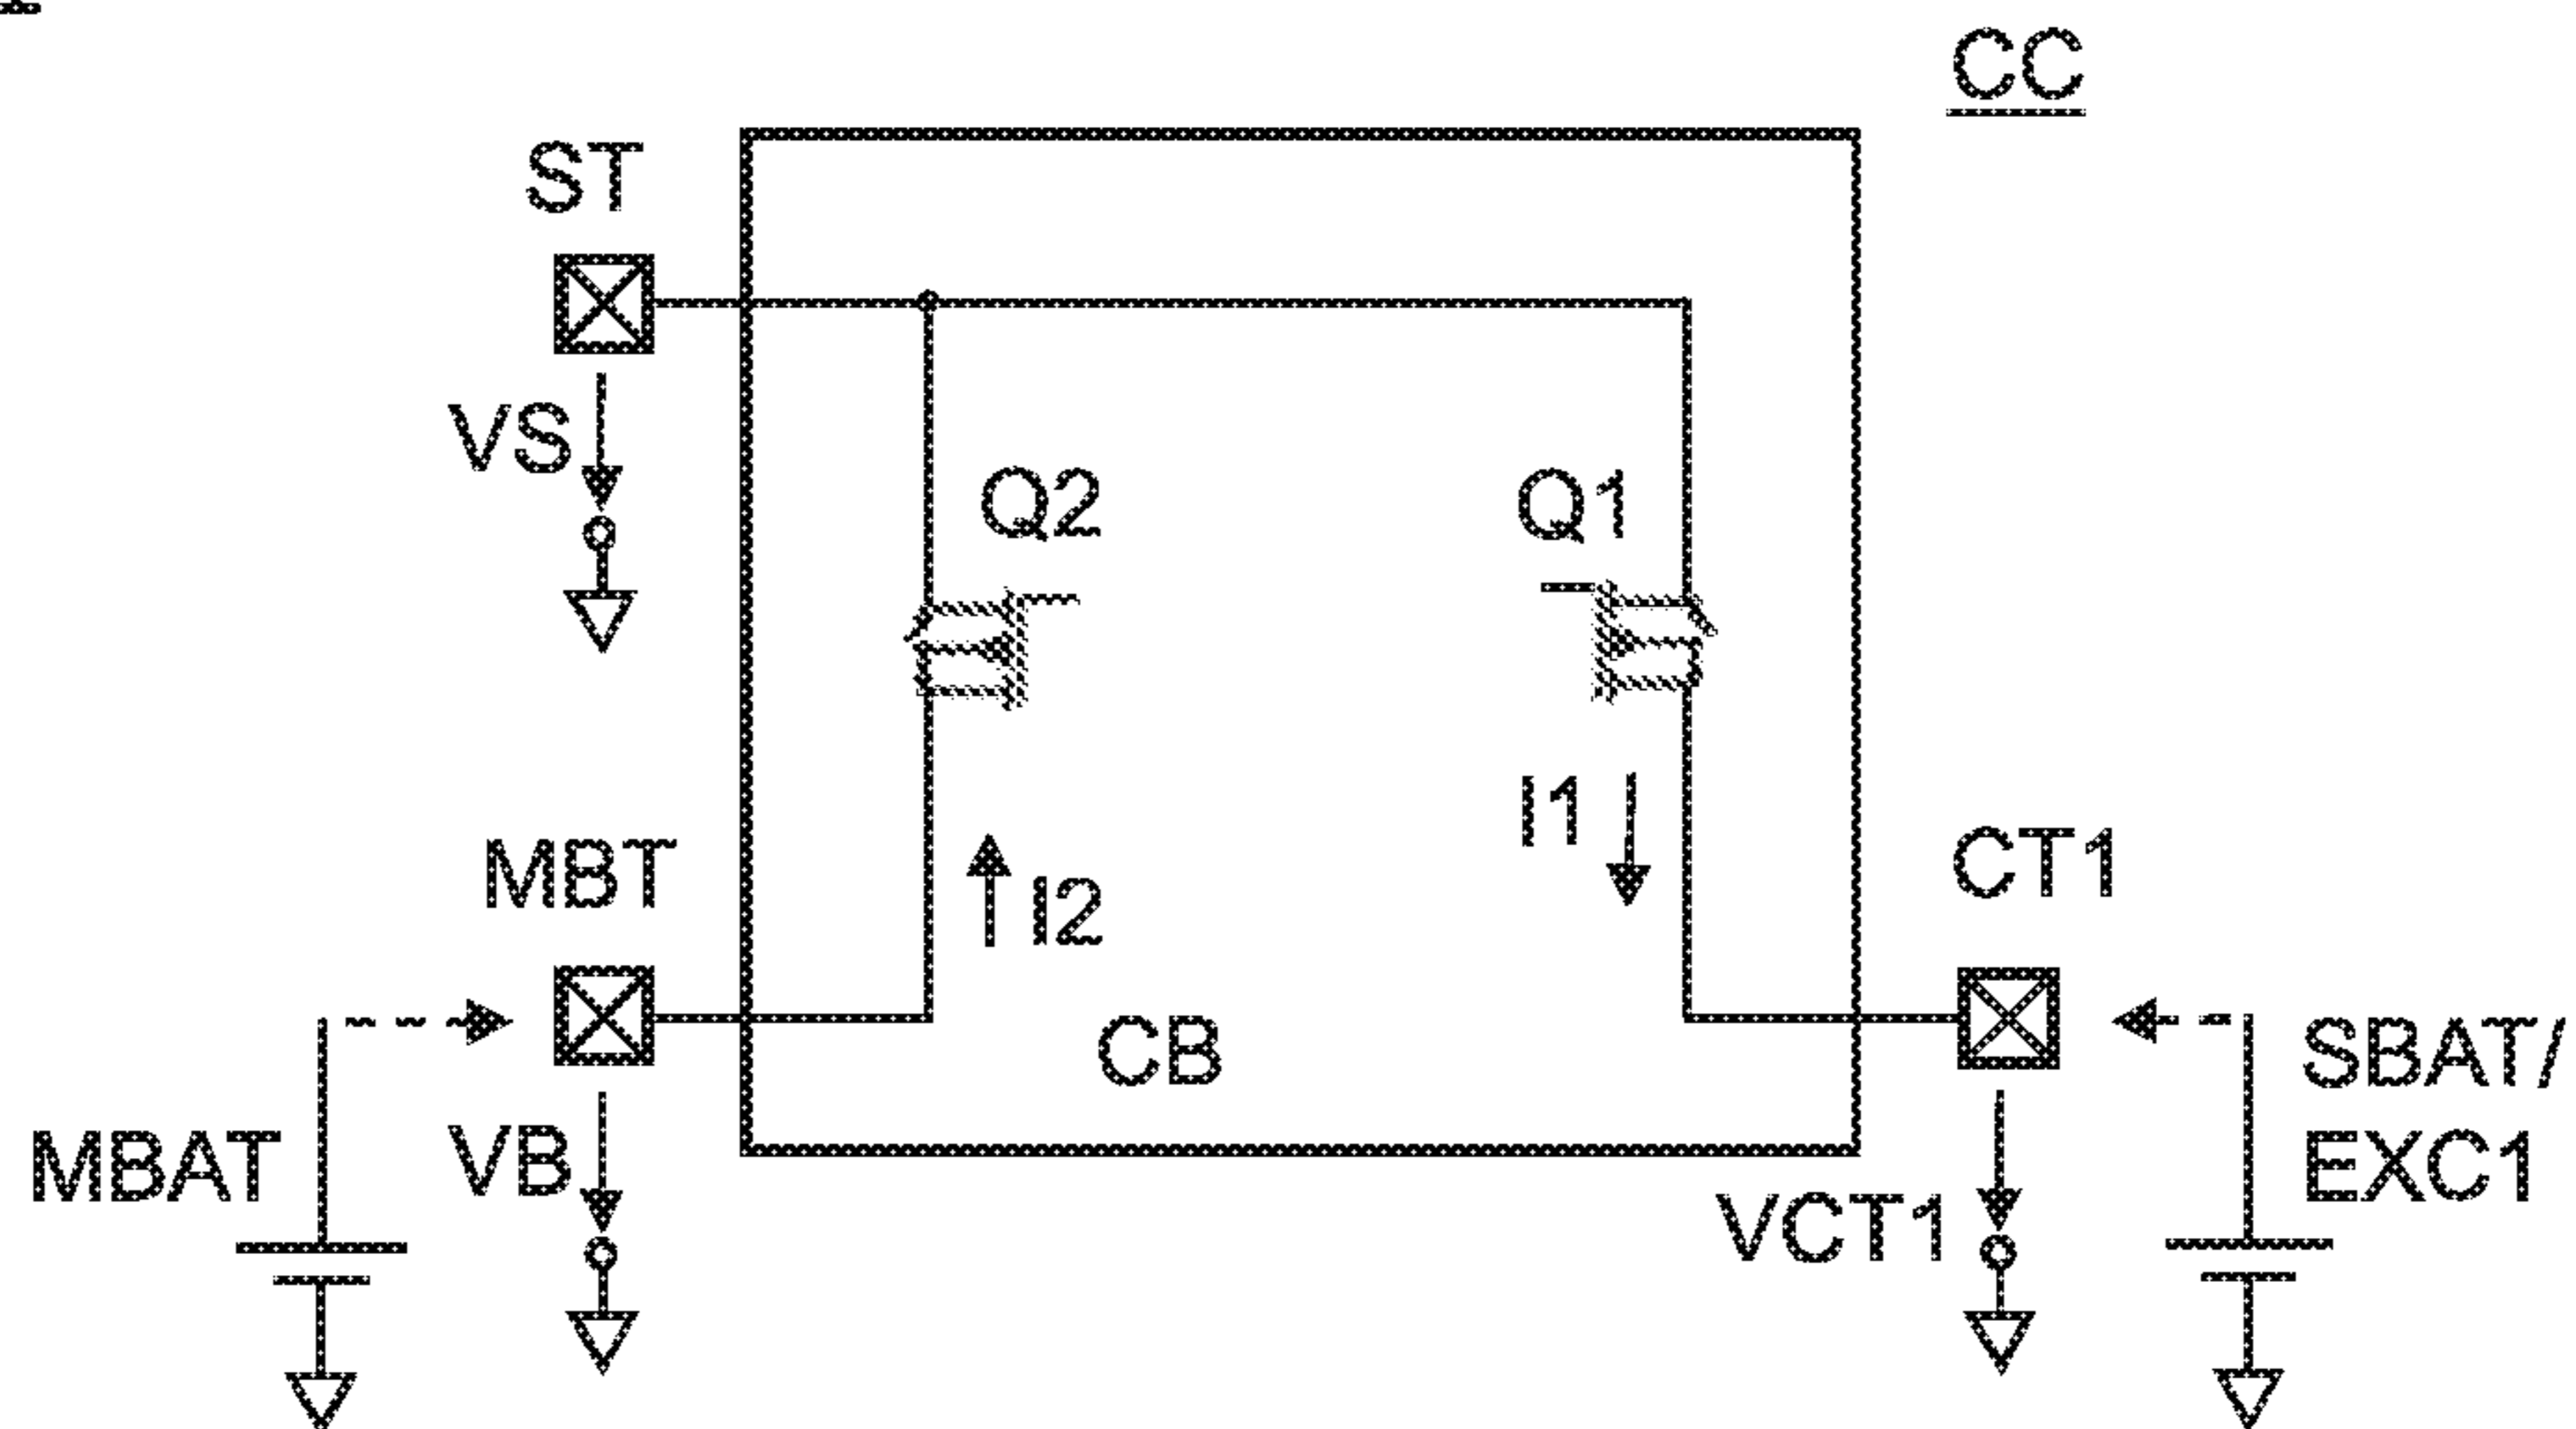 CC
ST
VS
Q2
Q1
I1
MBT
I2
CT1
CB
SBAT/
EXC1
MBAT
VB
VCT1